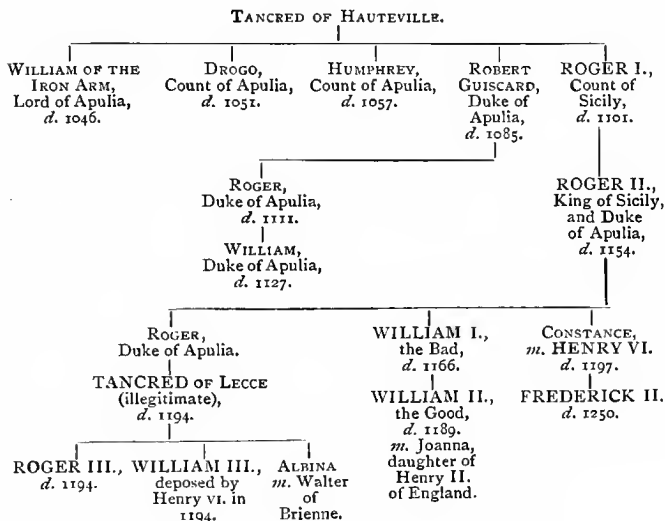 TANCRED OF HAUTEVILLE.
WILLIAM OF THE
IRON ARM,
Lord of Apulia,
d. 1046.
DROGO,
Count of Apulia,
d. 1051.
HUMPHREY,
Count of Apulia,
d. 1057.
ROBERT
GUISCARD,
Duke of
Apulia,
d. 1085.
ROGER I.,
Count of
Sicily,
d. 1101.
ROGER,
Duke of Apulia,
d. 1111.
WILLIAM,
Duke of Apulia,
d. 1127.
ROGER II.,
King of Sicily,
and Duke
of Apulia,
d. 1154.
ROGER,
Duke of Apulia.
TANCRED OF LECCE
(illegitimate),
d. 1194.
WILLIAM I.,
the Bad,
d. 1166.
WILLIAM II.,
the Good,
d. 1189.
m. Joanna,
daughter of
Henry II.
of England.
CONSTANCE,
m. HENRY VI.
d. 1197.
FREDERICK II.
d. 1250.
ROGER III.,
d. 1194.
WILLIAM III.,
deposed by
Henry VI. in
1194.
ALBINA
m. Walter
of
Brienne.